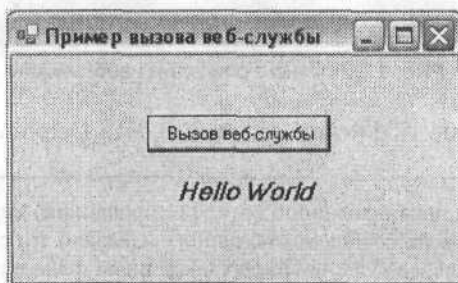 Пример вызова веб-службы
Вызов веб-службы
Hello World